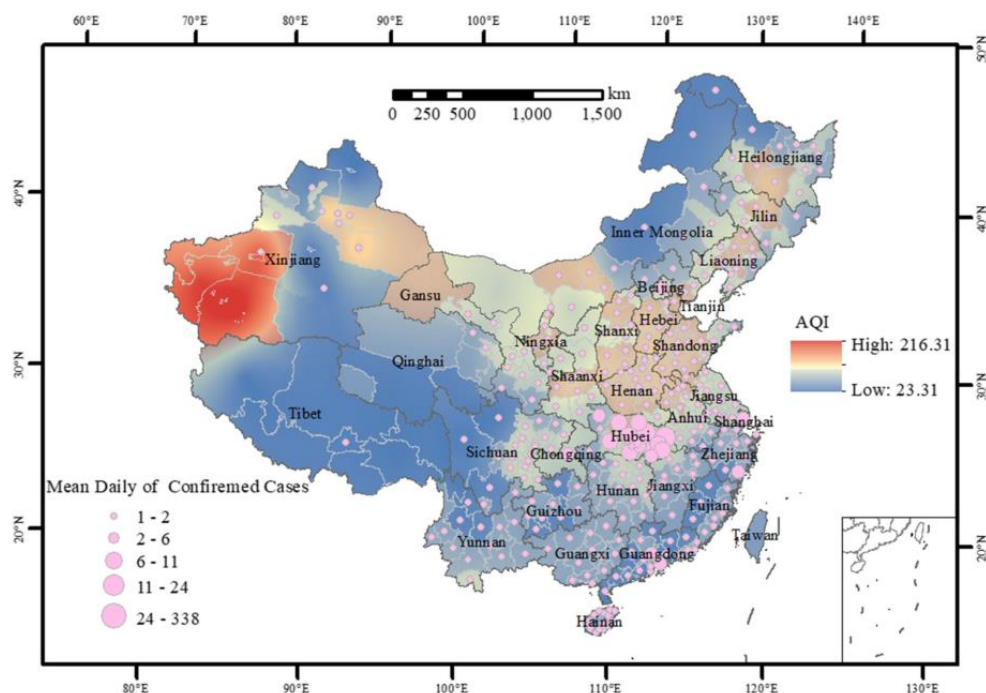 60°E 70°E 80°E 90°E 100°E 110°E 120°E 130°E 140°E
50°N
km
0 250 500 1,000 1,500
Heilongjiang
40°N
40°N
Jilin
Inner Mongolia
Xinjiang
Liaoning
Beijing
Gansu
Tianjin
Hebei
AQI
Shanxi
Ningxia
Shandong
High: 216.31
30°N
Qinghai
Shaanxi
30°N
Low: 23.31
Henan
Jiangsu
Tibet
Anhui
Shanghai
Hubei
Sichuan
Chongqing
Zhejiang
Mean Daily of Confiremed Cases
Hunan
Jiangxi
1 - 2
Guizhou
Fujian
20°N
2 - 6
Taiwan
Yunnan
6 - 11
Guangxi
Guangdong
20°N
11 - 24
24 - 338
Hainan
80°E 90°E 100°E 110°E 120°E 130°E